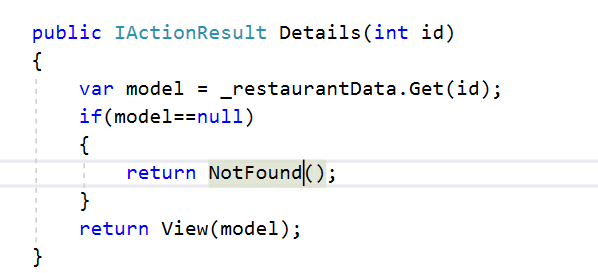 public IActionResult Details(int id)
{
    var model = _restaurantData.Get(id);
    if(model==null)
    {
        return NotFound();
    }
    return View(model);
}